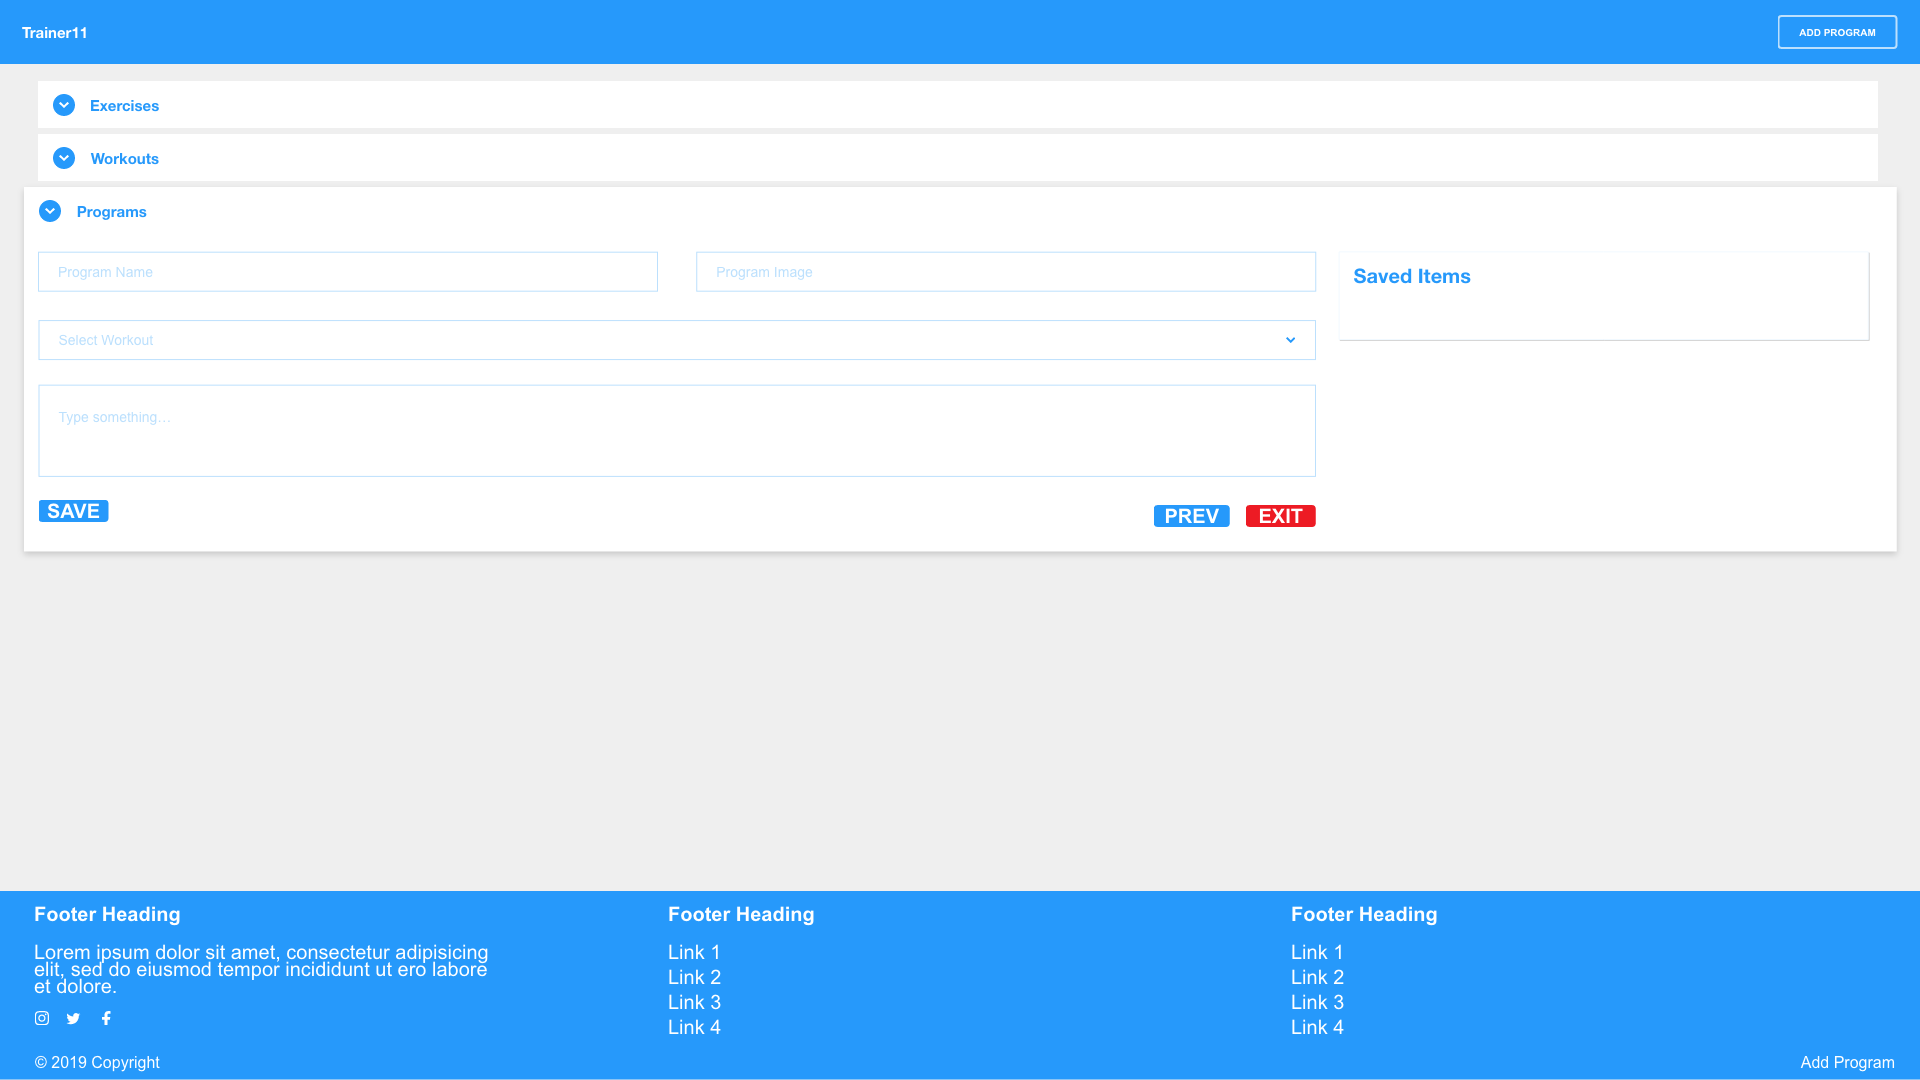 Trainer11
ADD PROGRAM
Exercises
Workouts
Programs
Program Name
Program Image
Saved Items
Select Workout
Type something...
SAVE
PREV
EXIT
Footer Heading
Lorem ipsum dolor sit amet, consectetur adipisicing
elit, sed do eiusmod tempor incididunt ut ero labore
et dolore.
Footer Heading
Link 1
Link 2
Link 3
Link 4
Footer Heading
Link 1
Link 2
Link 3
Link 4
© 2019 Copyright
Add Program